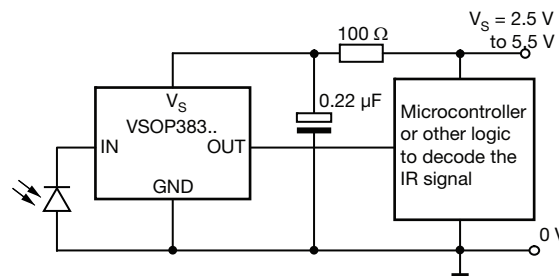 V_S = 2.5 V
to 5.5 V
100 Ω
0.22 µF
V_S
VSOP383..
IN
OUT
GND
Microcontroller
or other logic
to decode the
IR signal
0 V